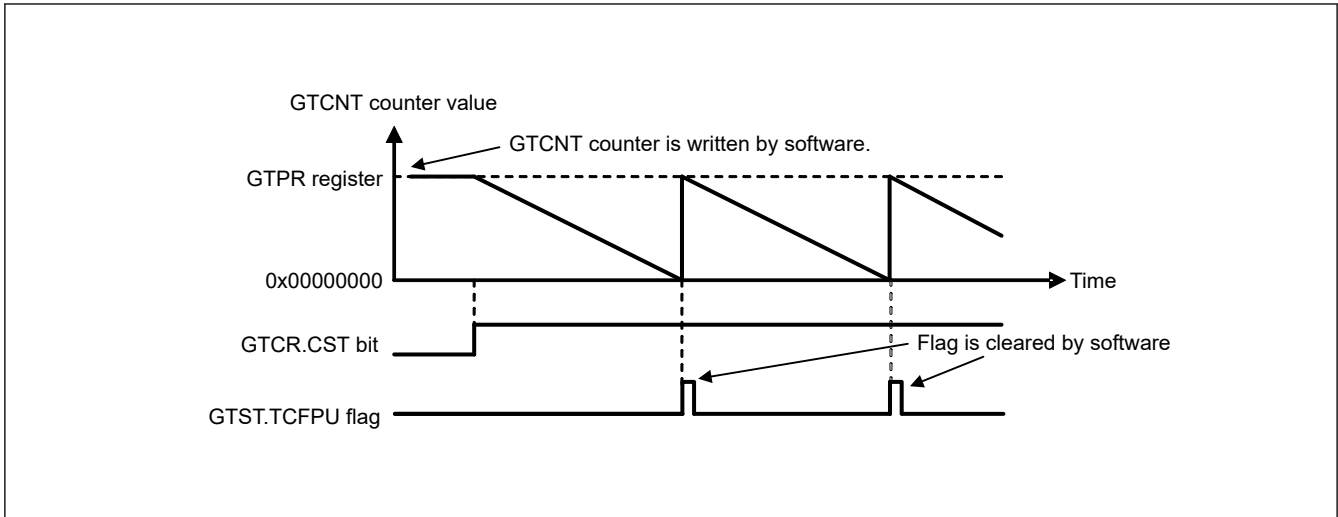 GTCNT counter value
GTCNT counter is written by software.
GTPR register
0x00000000
Time
GTCR.CST bit
Flag is cleared by software
GTST.TCFPU flag